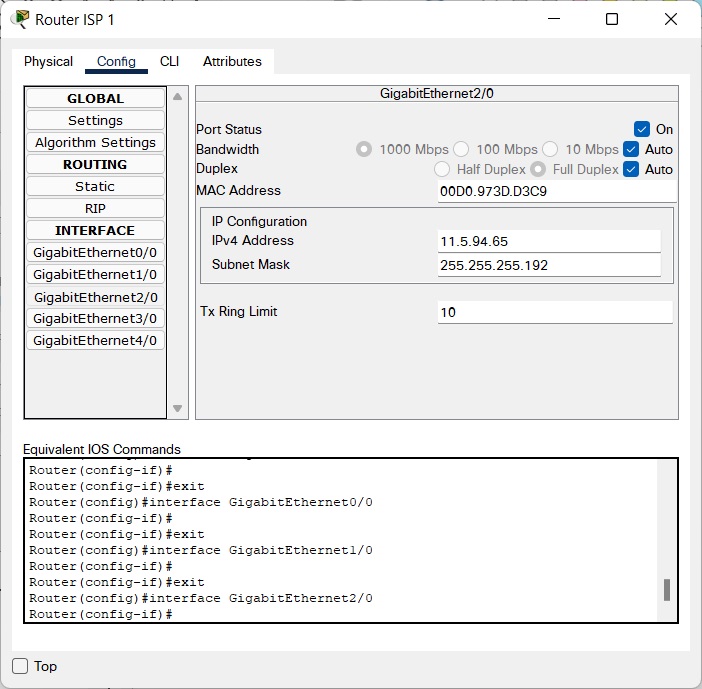 Router ISP 1
Physical Config CLI Attributes
GLOBAL
Settings
Algorithm Settings
ROUTING
Static
RIP
INTERFACE
GigabitEthernet0/0
GigabitEthernet1/0
GigabitEthernet2/0
GigabitEthernet3/0
GigabitEthernet4/0
GigabitEthernet2/0
Port Status On
Bandwidth 1000 Mbps 100 Mbps 10 Mbps Auto
Duplex Half Duplex Full Duplex Auto
MAC Address 00D0.973D.D3C9
IP Configuration
IPv4 Address 11.5.94.65
Subnet Mask 255.255.255.192
Tx Ring Limit 10
Equivalent IOS Commands
Router(config-if)#
Router(config-if)#exit
Router(config)#interface GigabitEthernet0/0
Router(config-if)#
Router(config-if)#exit
Router(config)#interface GigabitEthernet1/0
Router(config-if)#
Router(config-if)#exit
Router(config)#interface GigabitEthernet2/0
Router(config-if)#
Top